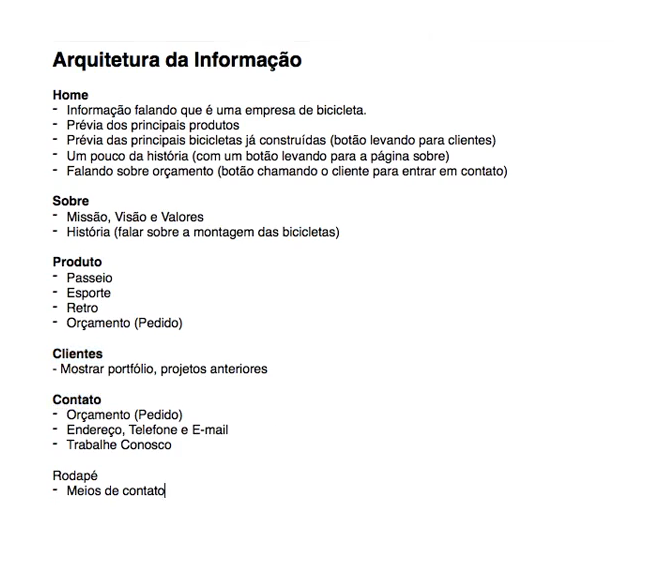 Arquitetura da Informação
Home
- Informação falando que é uma empresa de bicicleta.
- Prévia dos principais produtos
- Prévia das principais bicicletas já construídas (botão levando para clientes)
- Um pouco da história (com um botão levando para a página sobre)
- Falando sobre orçamento (botão chamando o cliente para entrar em contato)
Sobre
- Missão, Visão e Valores
- História (falar sobre a montagem das bicicletas)
Produto
- Passeio
- Esporte
- Retro
- Orçamento (Pedido)
Clientes
- Mostrar portfólio, projetos anteriores
Contato
- Orçamento (Pedido)
- Endereço, Telefone e E-mail
- Trabalhe Conosco
Rodapé
- Meios de contato